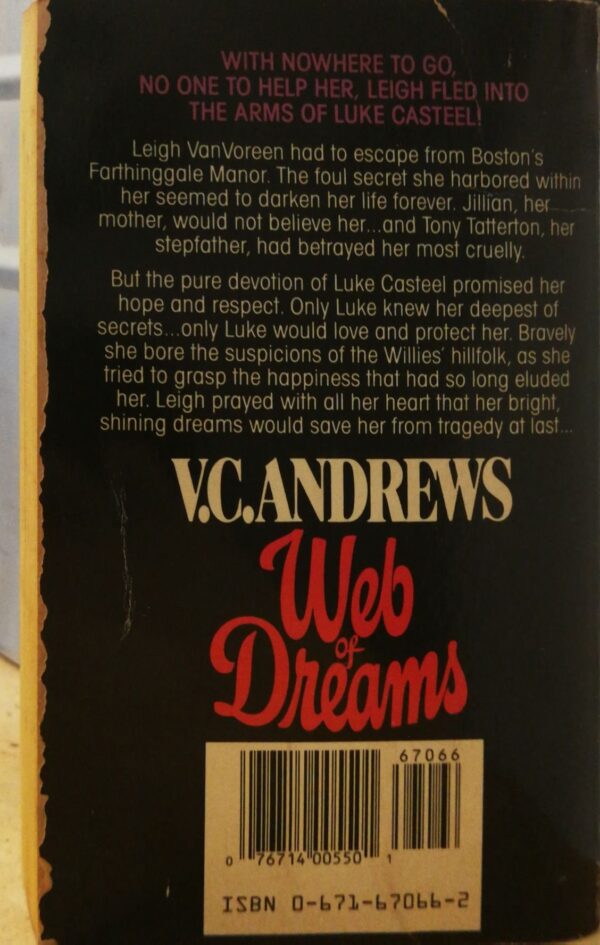 WITH NOWHERE TO GO,
NO ONE TO HELP HER, LEIGH FLED INTO
THE ARMS OF LUKE CASTEEL!
Leigh VanVoreen had to escape from Boston's
Farthinggale Manor. The foul secret she harbored within
her seemed to darken her life forever. Jillian, her
mother, would not believe her...and Tony Tatterton, her
stepfather, had betrayed her most cruelly.
But the pure devotion of Luke Casteel promised her
hope and respect. Only Luke knew her deepest of
secrets...only Luke would love and protect her. Bravely
she bore the suspicions of the Willies' hillfolk, as she
tried to grasp the happiness that had so long eluded
her. Leigh prayed with all her heart that her bright,
shining dreams would save her from tragedy at last...
V.C. ANDREWS
Web
of
Dreams
67066
0 76714 00550 1
ISBN 0-671-67066-2